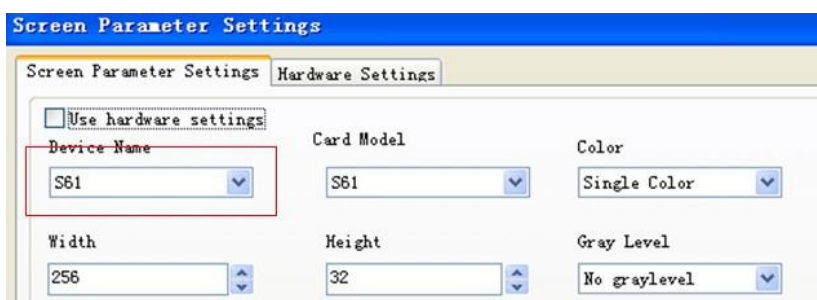 Screen Parameter Settings
Screen Parameter Settings Hardware Settings
Use hardware settings
Device Name Card Model Color
S61 S61 Single Color
Width Height Gray Level
256 32 No graylevel